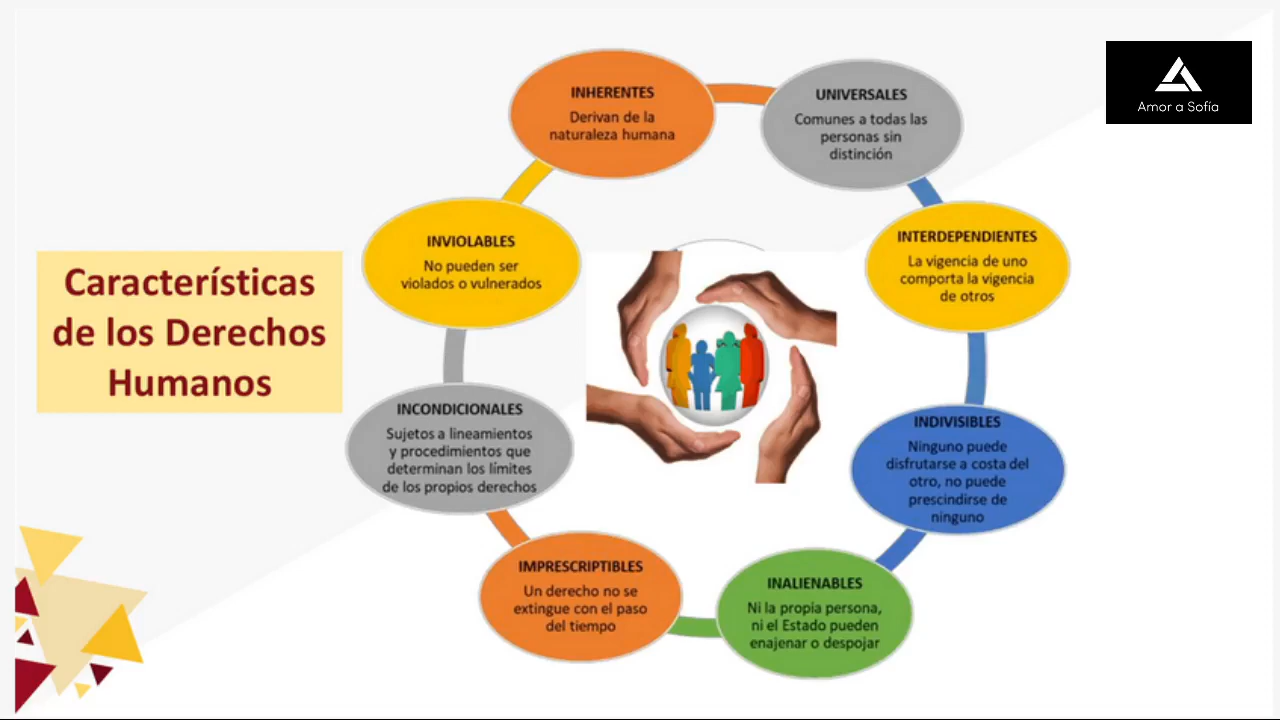 Características
de los Derechos
Humanos
INHERENTES
Derivan de la
naturaleza humana
UNIVERSALES
Comunes a todas las
personas sin
distinción
INTERDEPENDIENTES
La vigencia de uno
comporta la vigencia
de otros
INDIVISIBLES
Ninguno puede
disfrutarse a costa del
otro, no puede
prescindirse de
ninguno
INALIENABLES
Ni la propia persona,
ni el Estado pueden
enajenar o despojar
IMPRESCRIPTIBLES
Un derecho no se
extingue con el paso
del tiempo
INCONDICIONALES
Sujetos a lineamientos
y procedimientos que
determinan los límites
de los propios derechos
INVIOLABLES
No pueden ser
violados o vulnerados
Amor a Sofía